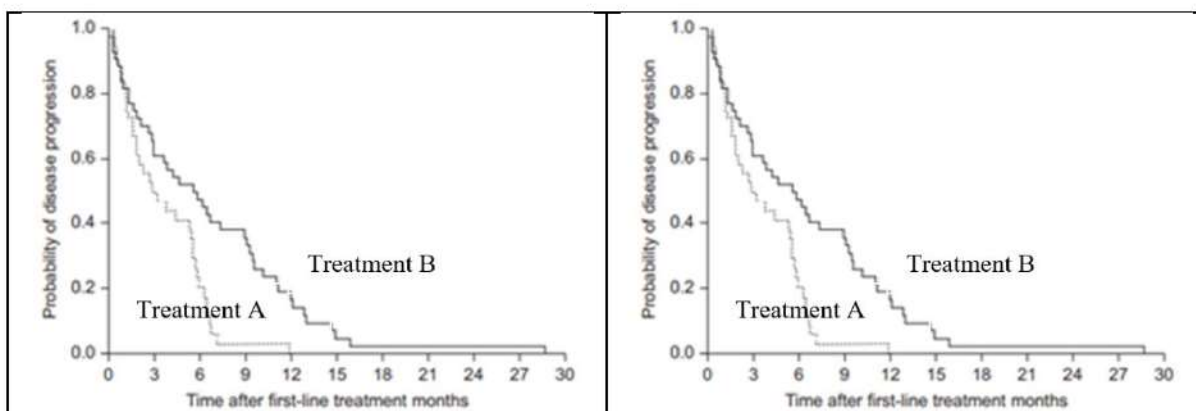 1.0
0.8
0.6
0.4
0.2
0.0
Probability of disease progression
Treatment B
Treatment A
0 3 6 9 12 15 18 21 24 27 30
Time after first-line treatment months
1.0
0.8
0.6
0.4
0.2
0.0
Probability of disease progression
Treatment B
Treatment A
0 3 6 9 12 15 18 21 24 27 30
Time after first-line treatment months